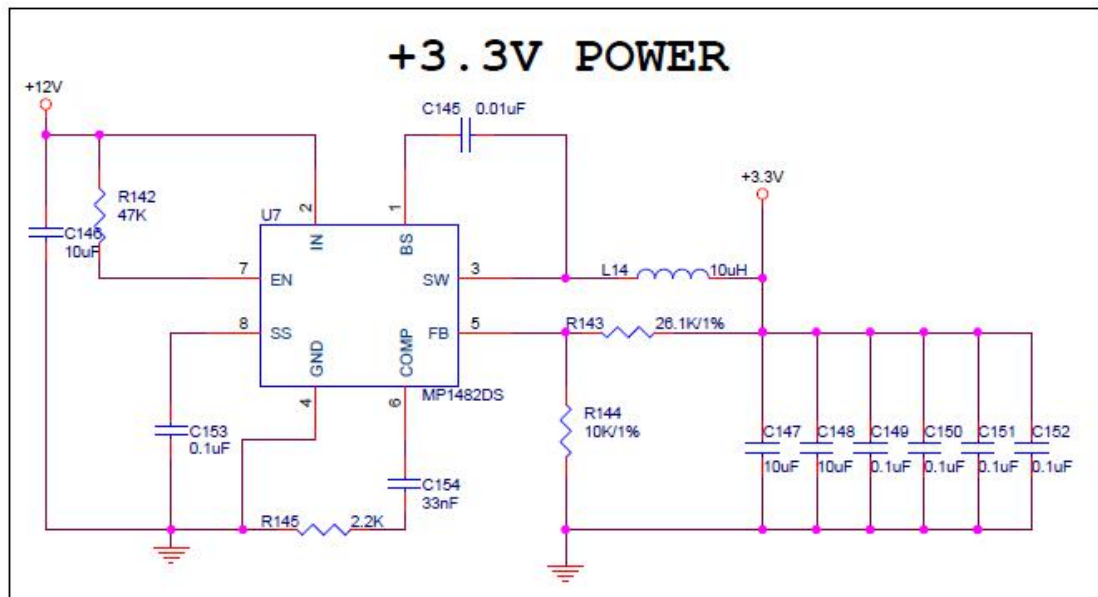 +3.3V POWER
+12V
C145 0.01uF
+3.3V
R142
47K
U7
2
1
C146
10uF
IN
BS
7 EN
SW 3
L14 10uH
8 SS
FB 5
R143 26.1K/1%
GND
COMP
4
6
MP1482DS
C153
0.1uF
R144
10K/1%
C147 C148 C149 C150 C151 C152
10uF 10uF 0.1uF 0.1uF 0.1uF 0.1uF
C154
33nF
R145 2.2K